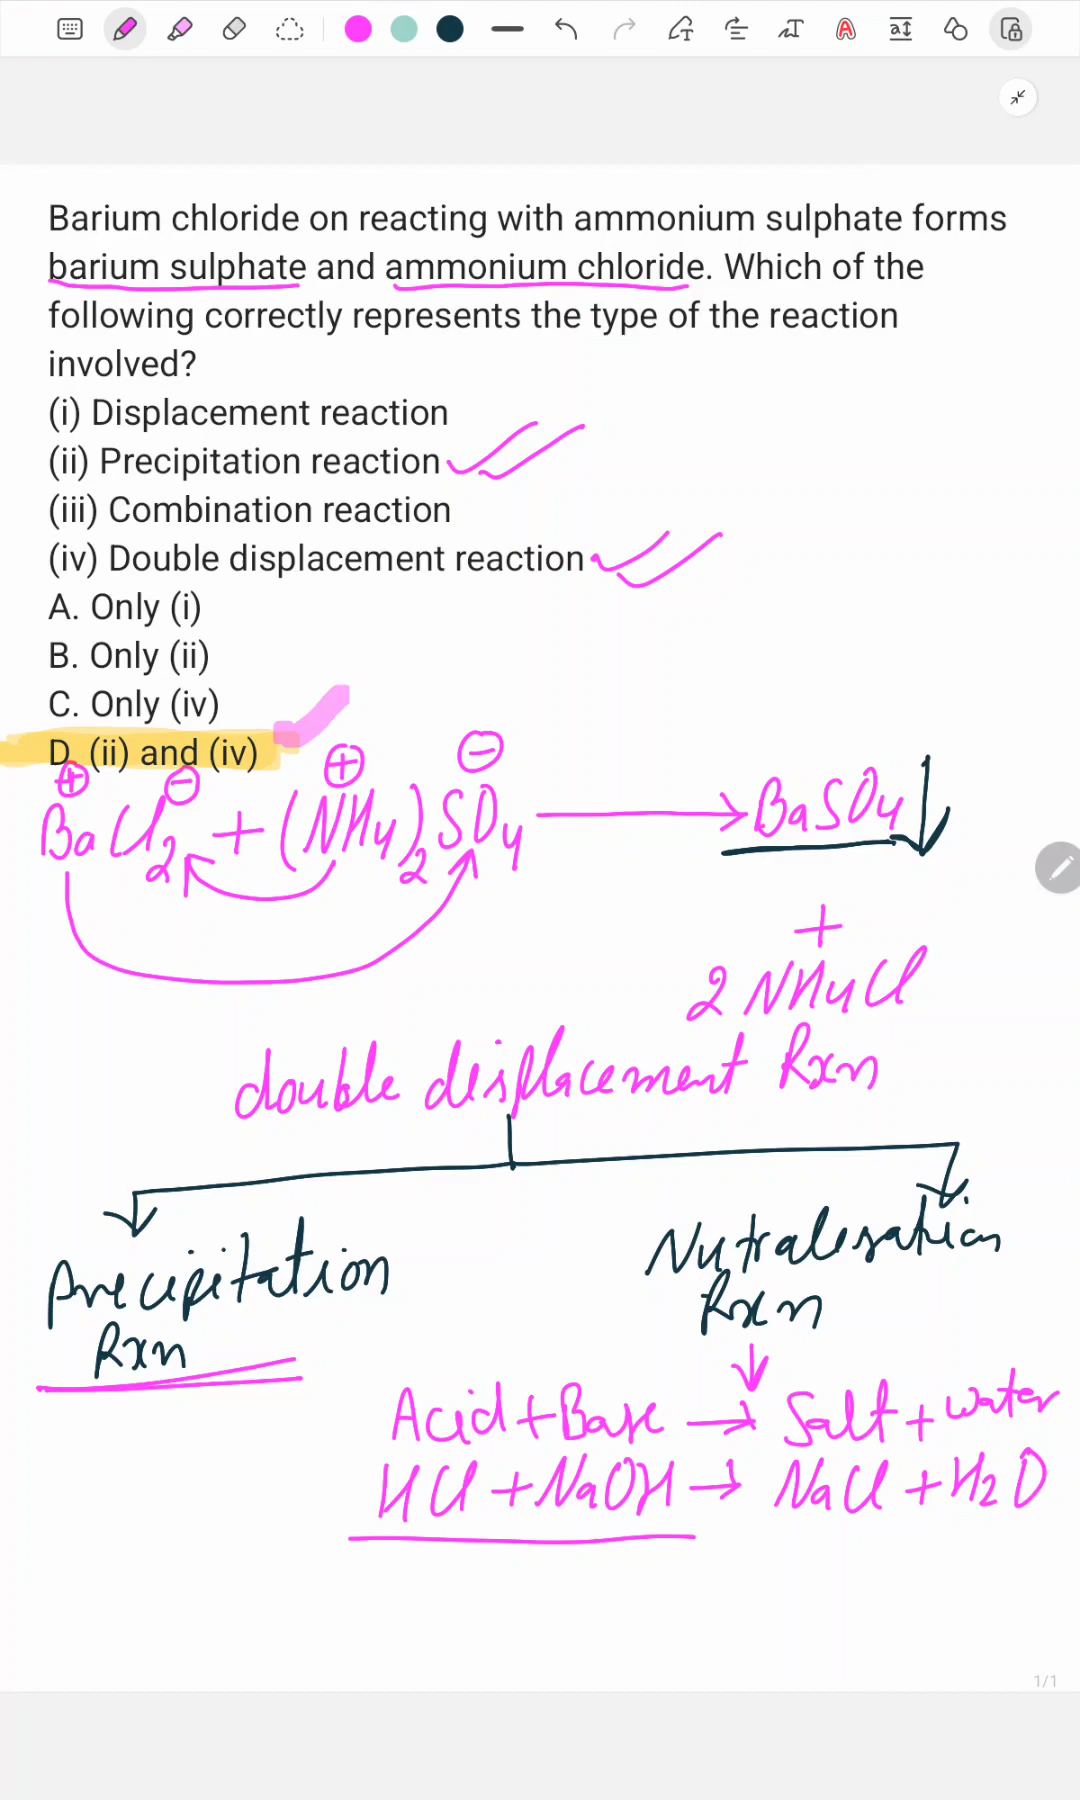 Barium chloride on reacting with ammonium sulphate forms
barium sulphate and ammonium chloride. Which of the
following correctly represents the type of the reaction
involved?
(i) Displacement reaction
(ii) Precipitation reaction
(iii) Combination reaction
(iv) Double displacement reaction
A. Only (i)
B. Only (ii)
C. Only (iv)
D. (ii) and (iv)
⊕ ⊖ ⊕ ⊖
BaCl2 + (NH4)2SO4 → BaSO4↓
+
2NH4Cl
double displacement Rxn
Precipitation
Rxn
Nutralisation
Rxn
Acid+Base → Salt+water
HCl+NaOH → NaCl+H2O
1/1